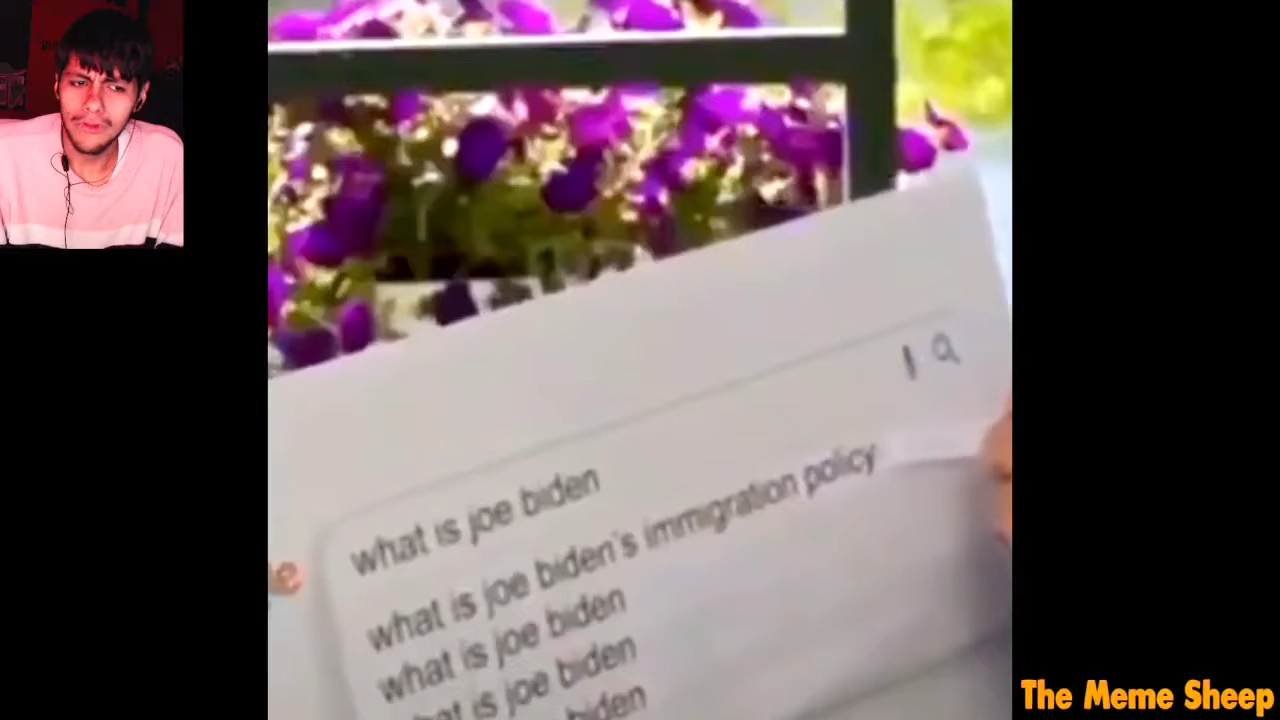 what is joe biden
what is joe biden's immigration policy
what is joe biden
what is joe biden
biden
The Meme Sheep